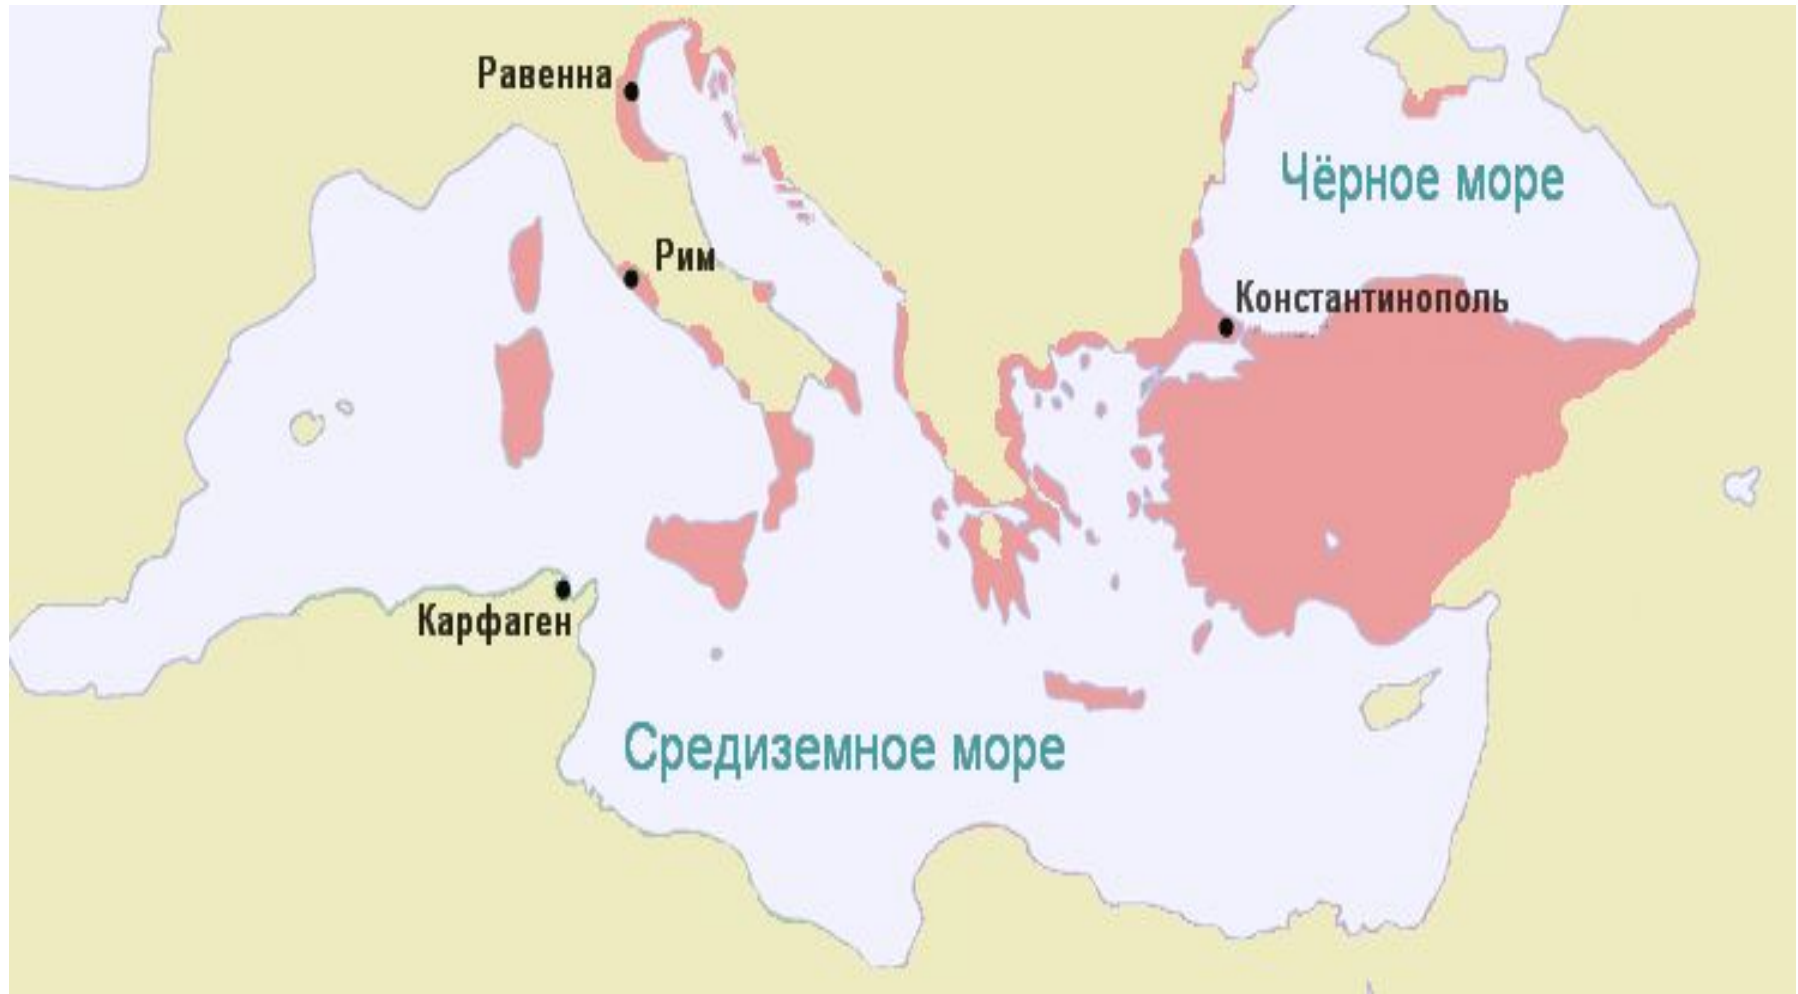 Равенна
Чёрное море
Рим
Константинополь
Карфаген
Средиземное море